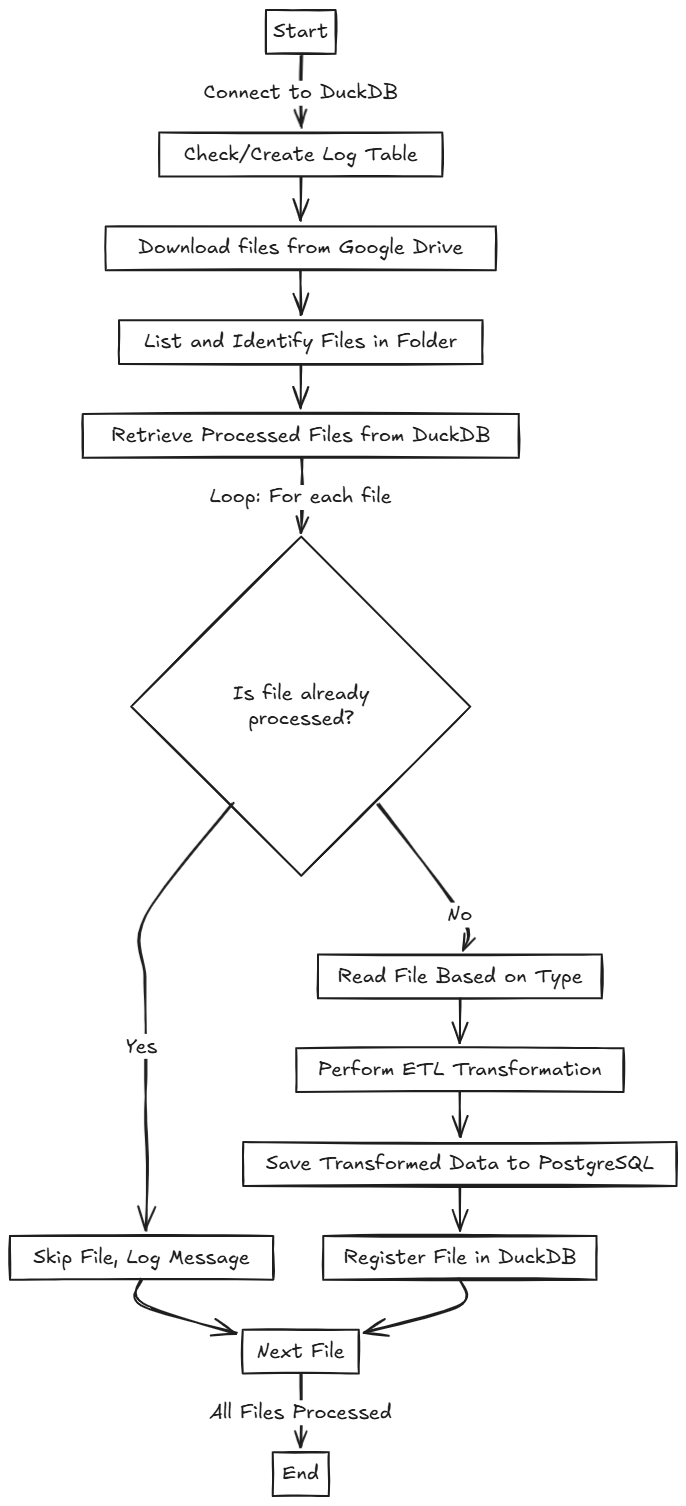 Start
Connect to DuckDB
Check/Create Log Table
Download files from Google Drive
List and Identify Files in Folder
Retrieve Processed Files from DuckDB
Loop: For each file
Is file already
processed?
No
Read File Based on Type
Yes
Perform ETL Transformation
Save Transformed Data to PostgreSQL
Skip File, Log Message
Register File in DuckDB
Next File
All Files Processed
End